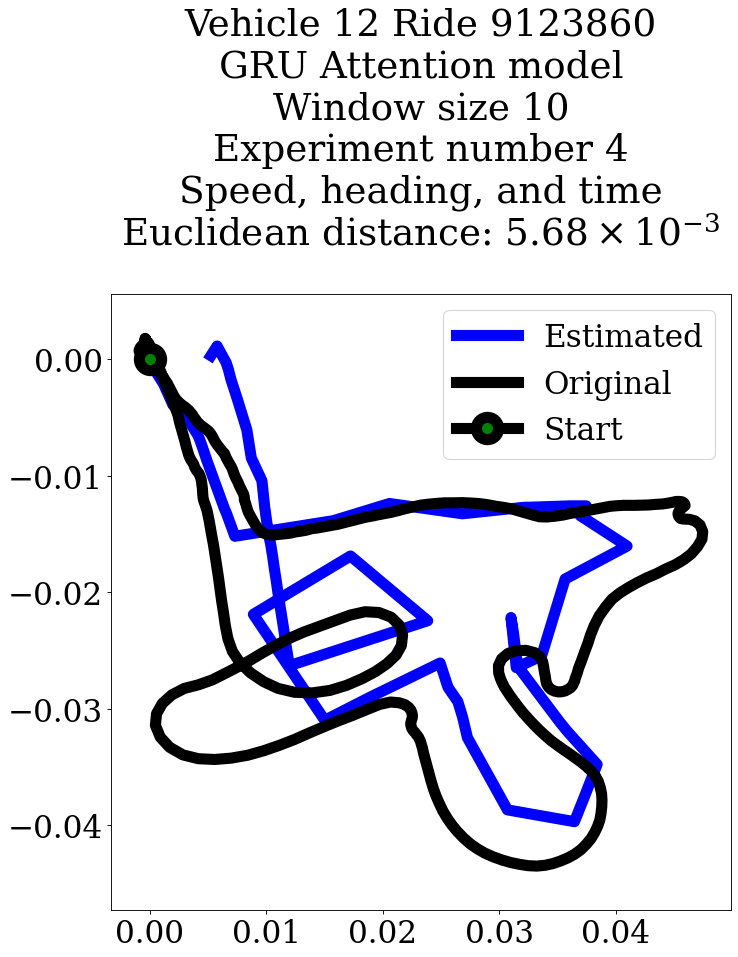 Vehicle 12 Ride 9123860
GRU Attention model
Window size 10
Experiment number 4
Speed, heading, and time
Euclidean distance: 5.68 × 10⁻³
Estimated
Original
Start
0.00
−0.01
−0.02
−0.03
−0.04
0.00 0.01 0.02 0.03 0.04